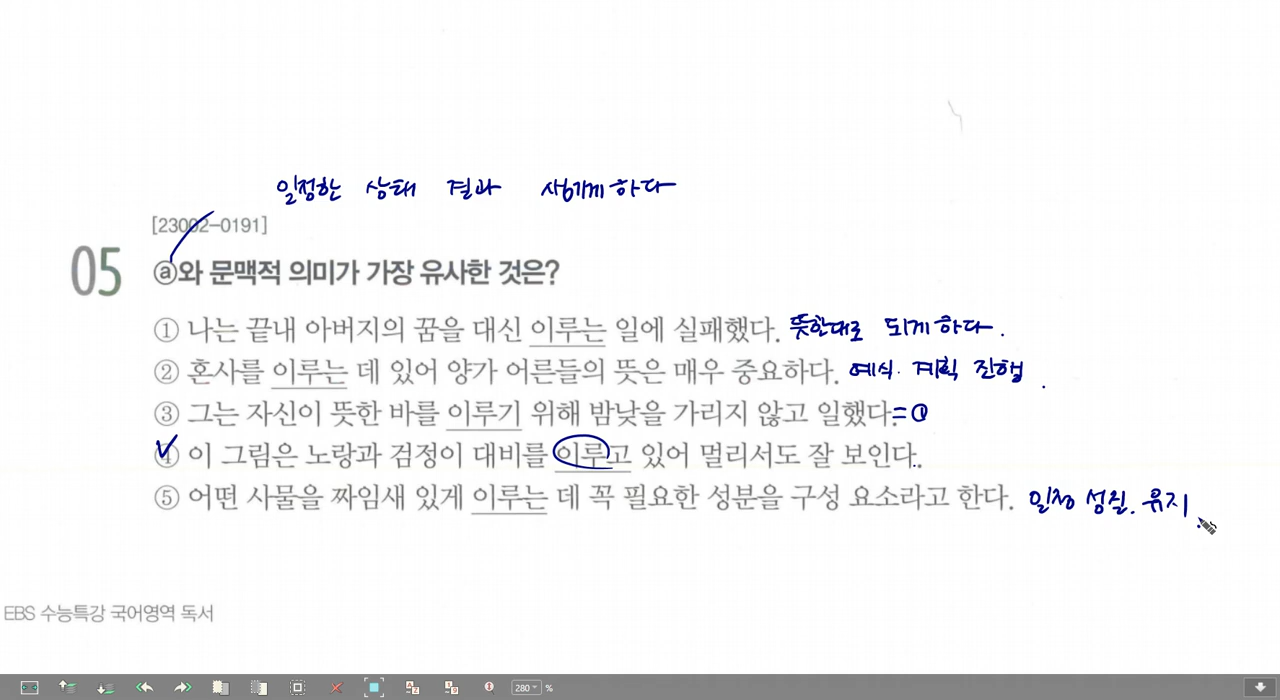 일정한 상태 결과 생기게 하다
[23002-0191]
05 ⓐ와 문맥적 의미가 가장 유사한 것은?
① 나는 끝내 아버지의 꿈을 대신 이루는 일에 실패했다. 뜻한대로 되게 하다.
② 혼사를 이루는 데 있어 양가 어른들의 뜻은 매우 중요하다. 예식. 계획 진행.
③ 그는 자신이 뜻한 바를 이루기 위해 밤낮을 가리지 않고 일했다. =①
④ 이 그림은 노랑과 검정이 대비를 이루고 있어 멀리서도 잘 보인다.
⑤ 어떤 사물을 짜임새 있게 이루는 데 꼭 필요한 성분을 구성 요소라고 한다. 일정 성질. 유지
EBS 수능특강 국어영역 독서
280 %